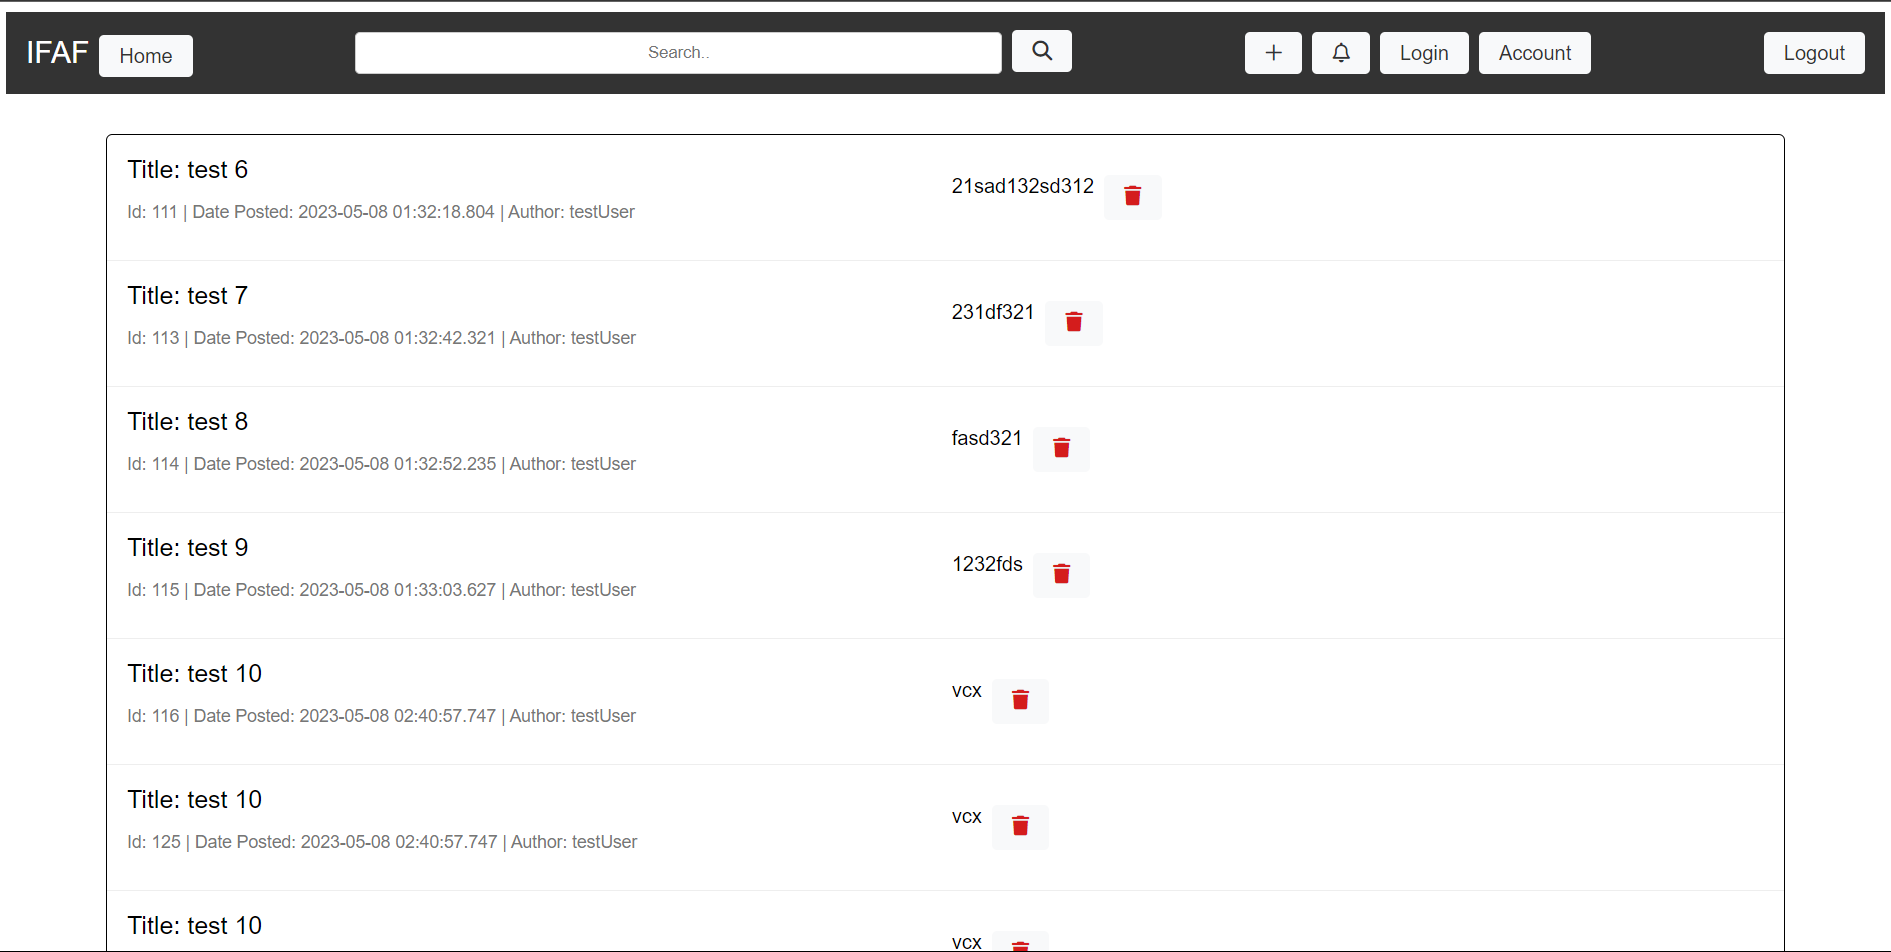 IFAF Home Search.. Login Account Logout
Title: test 6
21sad132sd312
Id: 111 | Date Posted: 2023-05-08 01:32:18.804 | Author: testUser
Title: test 7
231df321
Id: 113 | Date Posted: 2023-05-08 01:32:42.321 | Author: testUser
Title: test 8
fasd321
Id: 114 | Date Posted: 2023-05-08 01:32:52.235 | Author: testUser
Title: test 9
1232fds
Id: 115 | Date Posted: 2023-05-08 01:33:03.627 | Author: testUser
Title: test 10
vcx
Id: 116 | Date Posted: 2023-05-08 02:40:57.747 | Author: testUser
Title: test 10
vcx
Id: 125 | Date Posted: 2023-05-08 02:40:57.747 | Author: testUser
Title: test 10
vcx